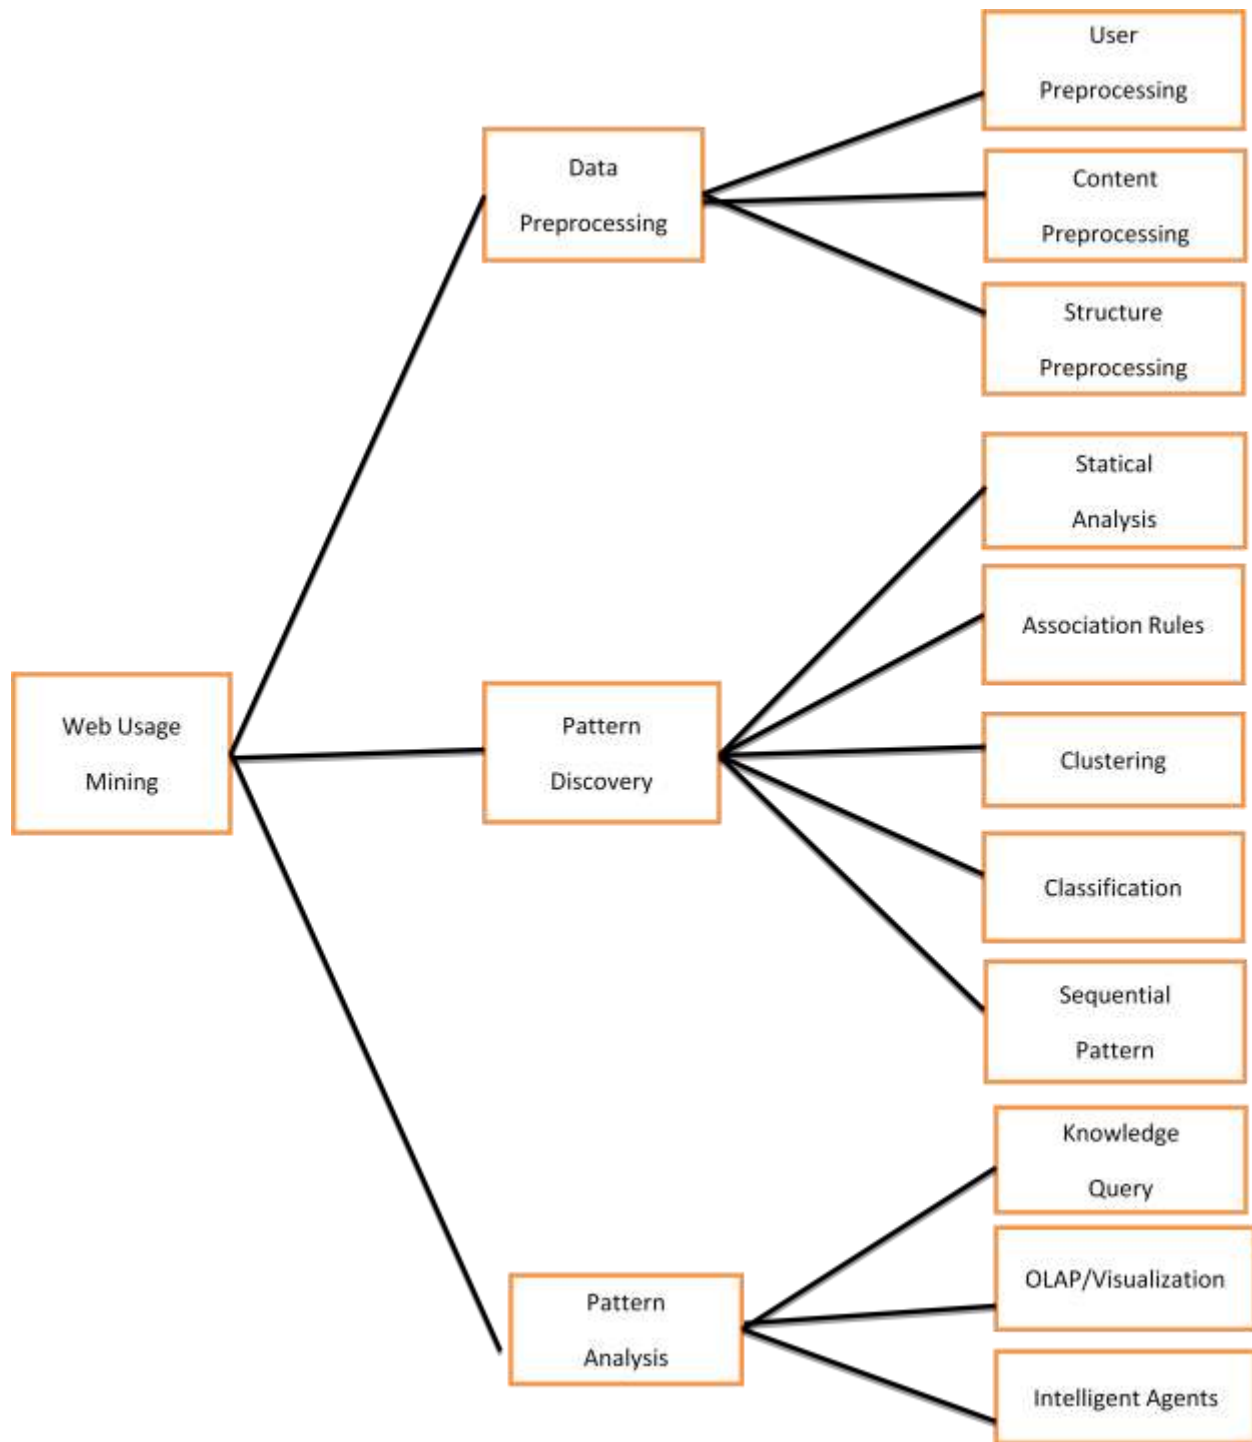 User
Preprocessing
Data
Preprocessing
Content
Preprocessing
Structure
Preprocessing
Statical
Analysis
Association Rules
Web Usage
Mining
Pattern
Discovery
Clustering
Classification
Sequential
Pattern
Knowledge
Query
OLAP/Visualization
Pattern
Analysis
Intelligent Agents